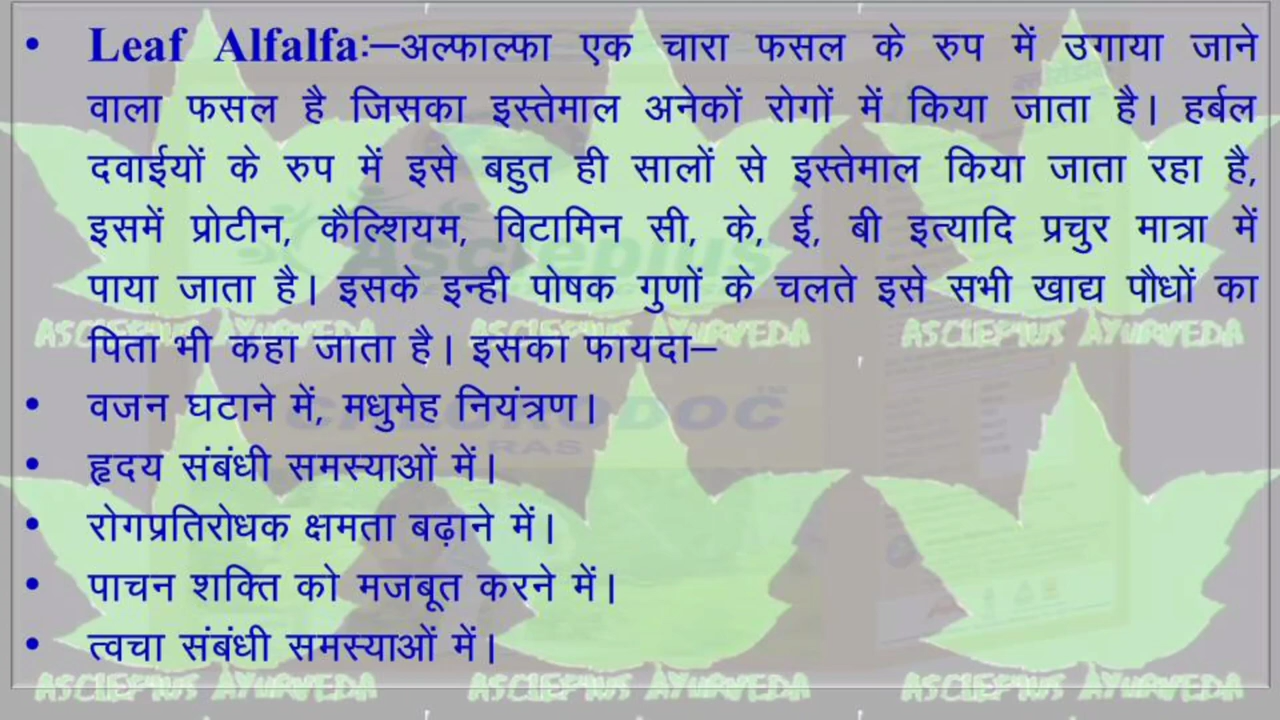 • Leaf Alfalfa:–अल्फाल्फा एक चारा फसल के रुप में उगाया जाने
वाला फसल है जिसका इस्तेमाल अनेकों रोगों में किया जाता है। हर्बल
दवाईयों के रुप में इसे बहुत ही सालों से इस्तेमाल किया जाता रहा है,
इसमें प्रोटीन, कैल्शियम, विटामिन सी, के, ई, बी इत्यादि प्रचुर मात्रा में
पाया जाता है। इसके इन्ही पोषक गुणों के चलते इसे सभी खाद्य पौधों का
पिता भी कहा जाता है। इसका फायदा–
• वजन घटाने में, मधुमेह नियंत्रण।
• हृदय संबंधी समस्याओं में।
• रोगप्रतिरोधक क्षमता बढ़ाने में।
• पाचन शक्ति को मजबूत करने में।
• त्वचा संबंधी समस्याओं में।
Asclepius
ASCLEPIUS AYURVEDA ASCLEPIUS AYURVEDA ASCLEPIUS AYURVEDA
RAS
ASCLEPIUS AYURVEDA ASCLEPIUS AYURVEDA ASCLEPIUS AYURVEDA